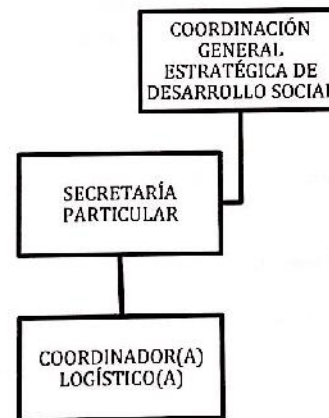 COORDINACIÓN
GENERAL
ESTRATÉGICA DE
DESARROLLO SOCIAL
SECRETARÍA
PARTICULAR
COORDINADOR(A)
LOGÍSTICO(A)